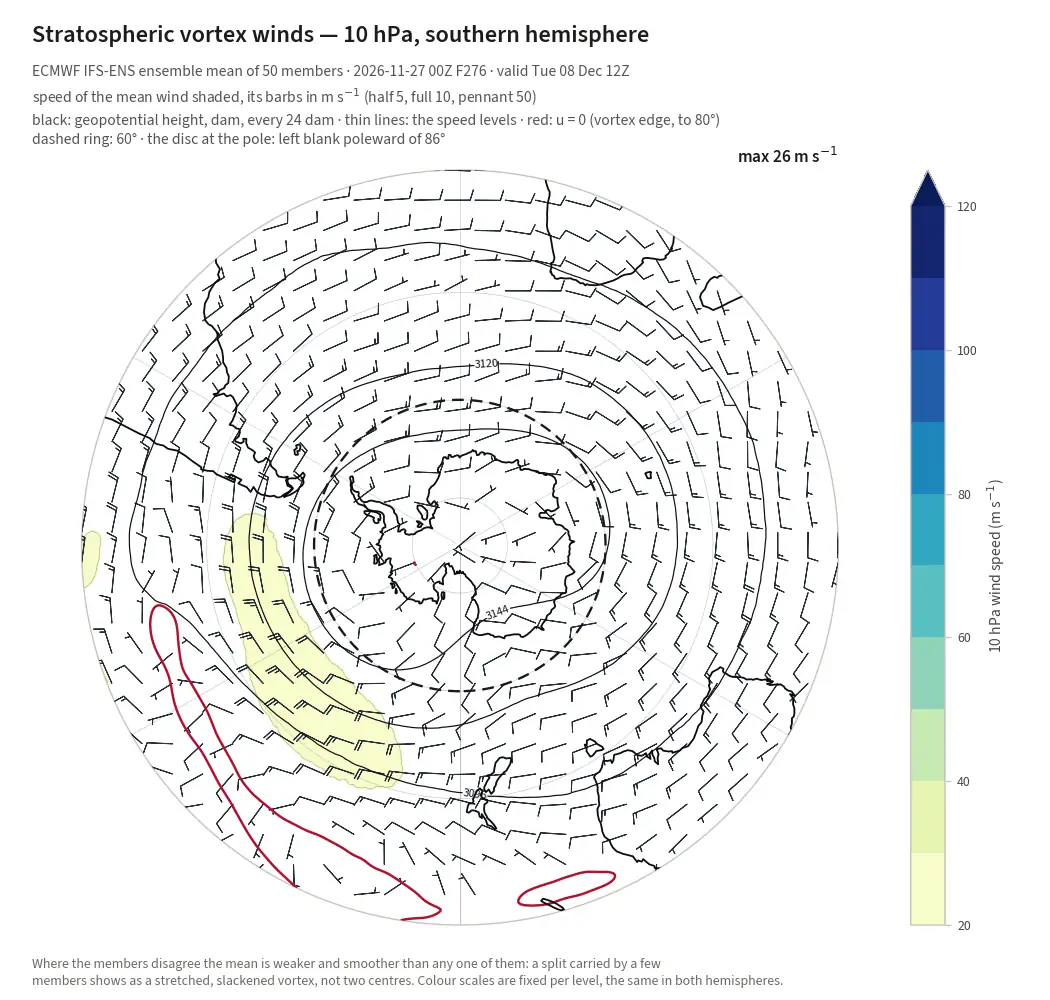 Stratospheric vortex winds — 10 hPa, southern hemisphere
ECMWF IFS-ENS ensemble mean of 50 members · 2026-11-27 00Z F276 · valid Tue 08 Dec 12Z
speed of the mean wind shaded, its barbs in m s⁻¹ (half 5, full 10, pennant 50)
black: geopotential height, dam, every 24 dam · thin lines: the speed levels · red: u = 0 (vortex edge, to 80°)
dashed ring: 60° · the disc at the pole: left blank poleward of 86°
max 26 m s⁻¹
120
100
80
60
40
20
10 hPa wind speed (m s⁻¹)
3120
3144
Where the members disagree the mean is weaker and smoother than any one of them: a split carried by a few
members shows as a stretched, slackened vortex, not two centres. Colour scales are fixed per level, the same in both hemispheres.